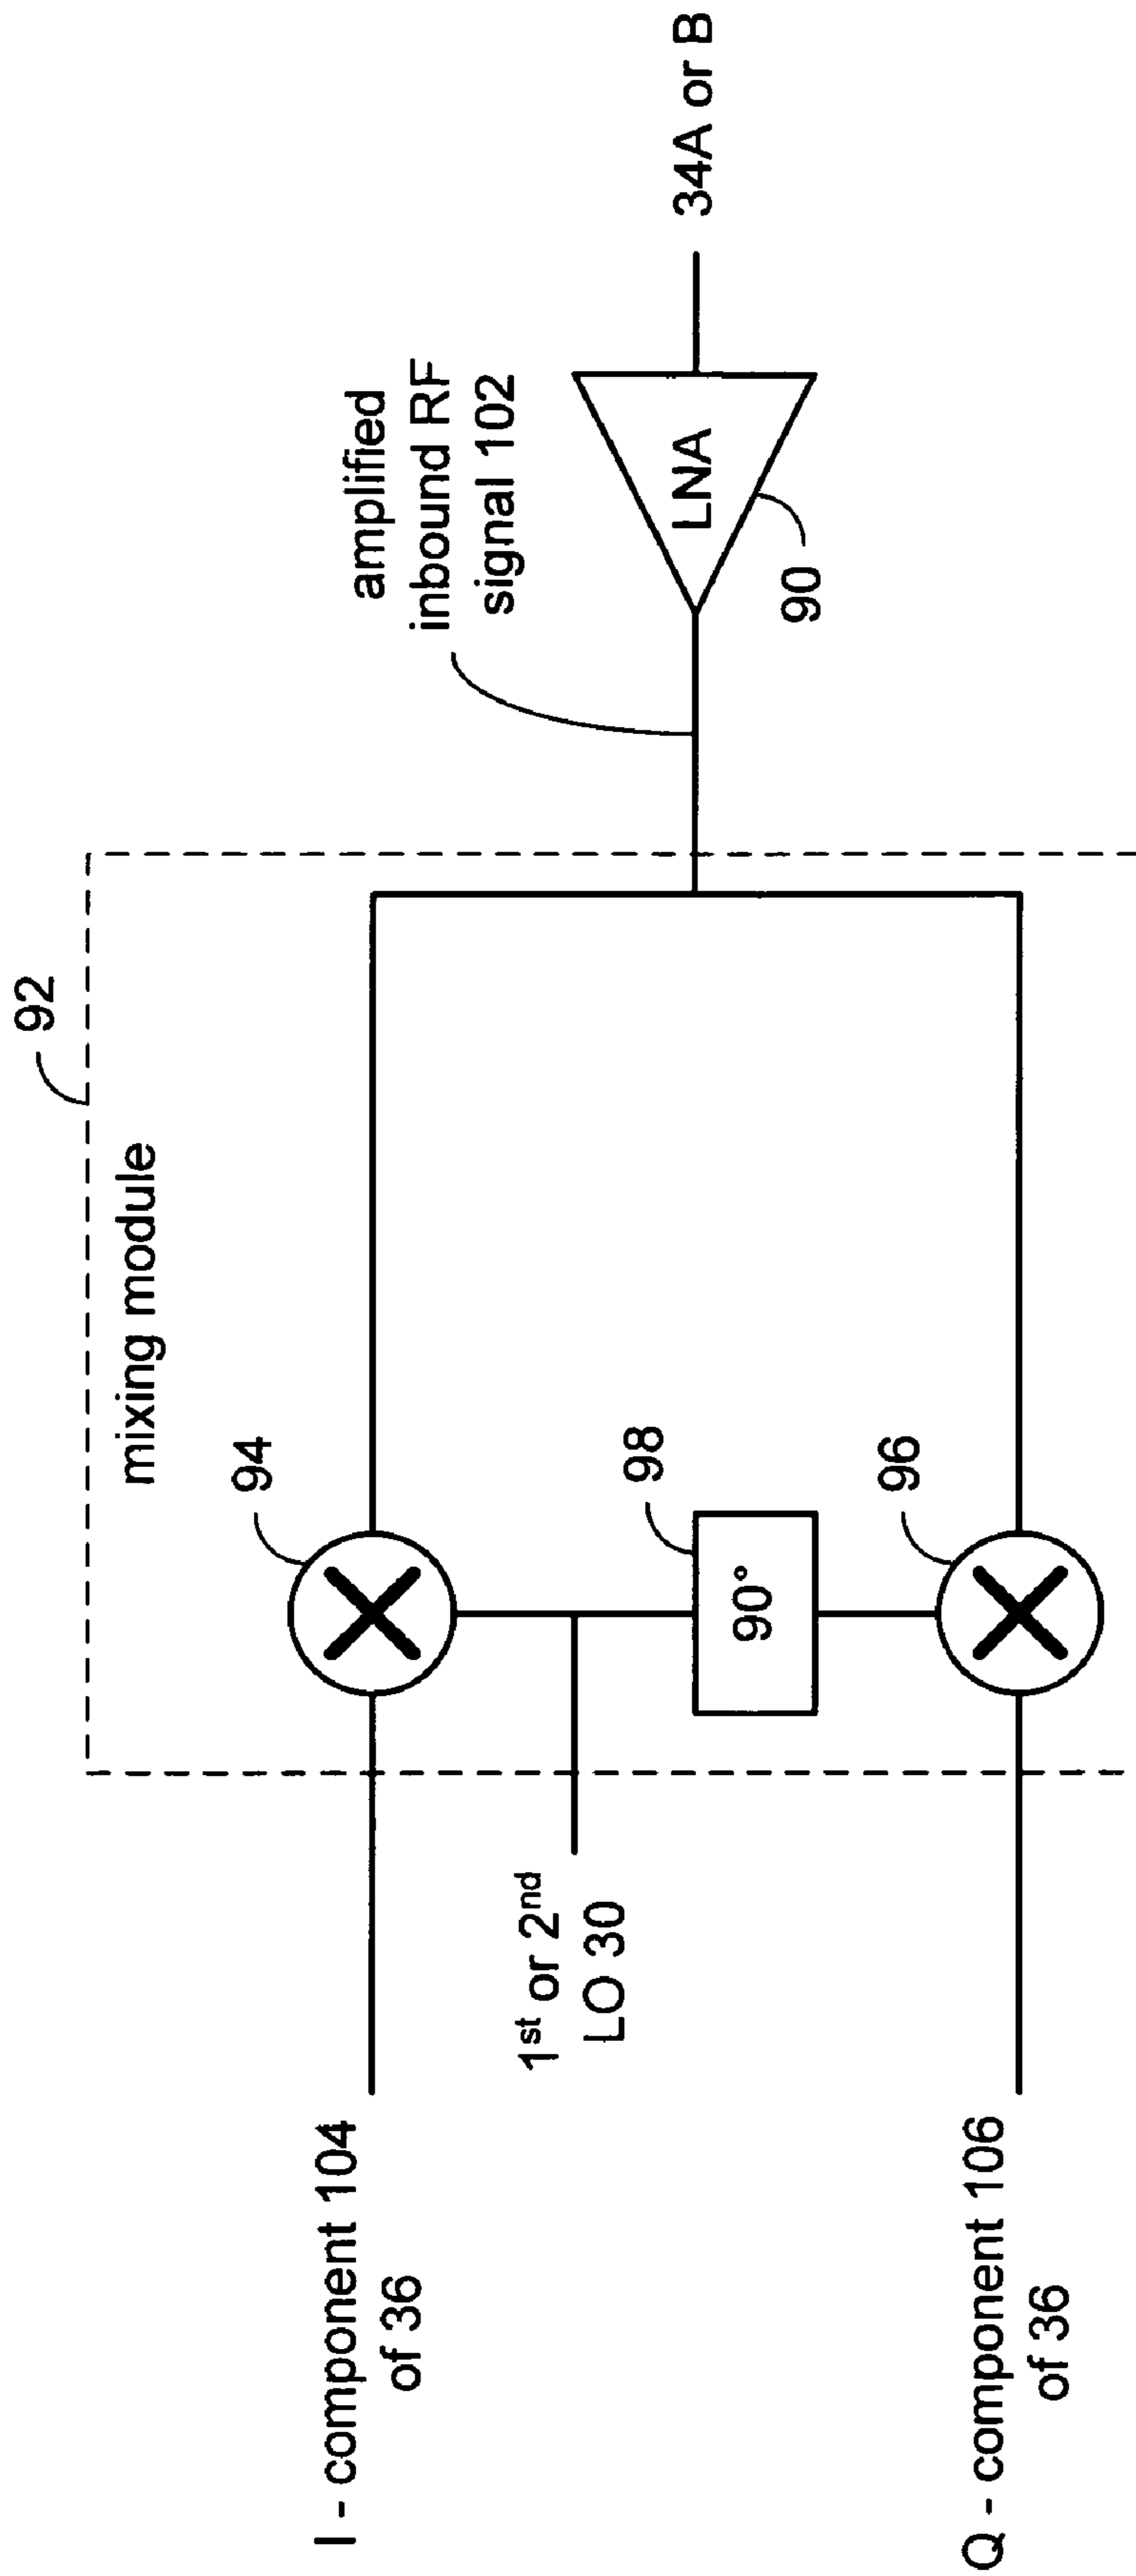 92
mixing module
94
I - component 104
of 36
1st or 2nd
LO 30
98
90°
96
Q - component 106
of 36
amplified
inbound RF
signal 102
LNA
90
34A or B